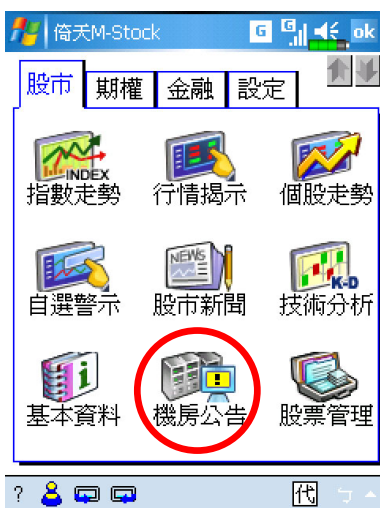 倚天M-Stock G G ok
股市 期權 金融 設定
INDEX NEWS K-D
指數走勢 行情揭示 個股走勢
自選警示 股市新聞 技術分析
基本資料 機房公告 股票管理
? 代